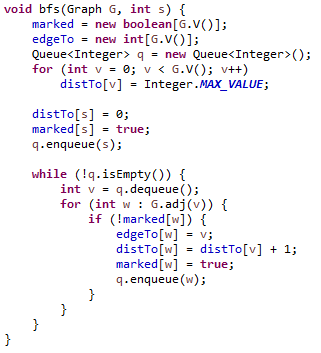 void bfs(Graph G, int s) {
    marked = new boolean[G.V()];
    edgeTo = new int[G.V()];
    Queue<Integer> q = new Queue<Integer>();
    for (int v = 0; v < G.V(); v++)
        distTo[v] = Integer.MAX_VALUE;

    distTo[s] = 0;
    marked[s] = true;
    q.enqueue(s);

    while (!q.isEmpty()) {
        int v = q.dequeue();
        for (int w : G.adj(v)) {
            if (!marked[w]) {
                edgeTo[w] = v;
                distTo[w] = distTo[v] + 1;
                marked[w] = true;
                q.enqueue(w);
            }
        }
    }
}